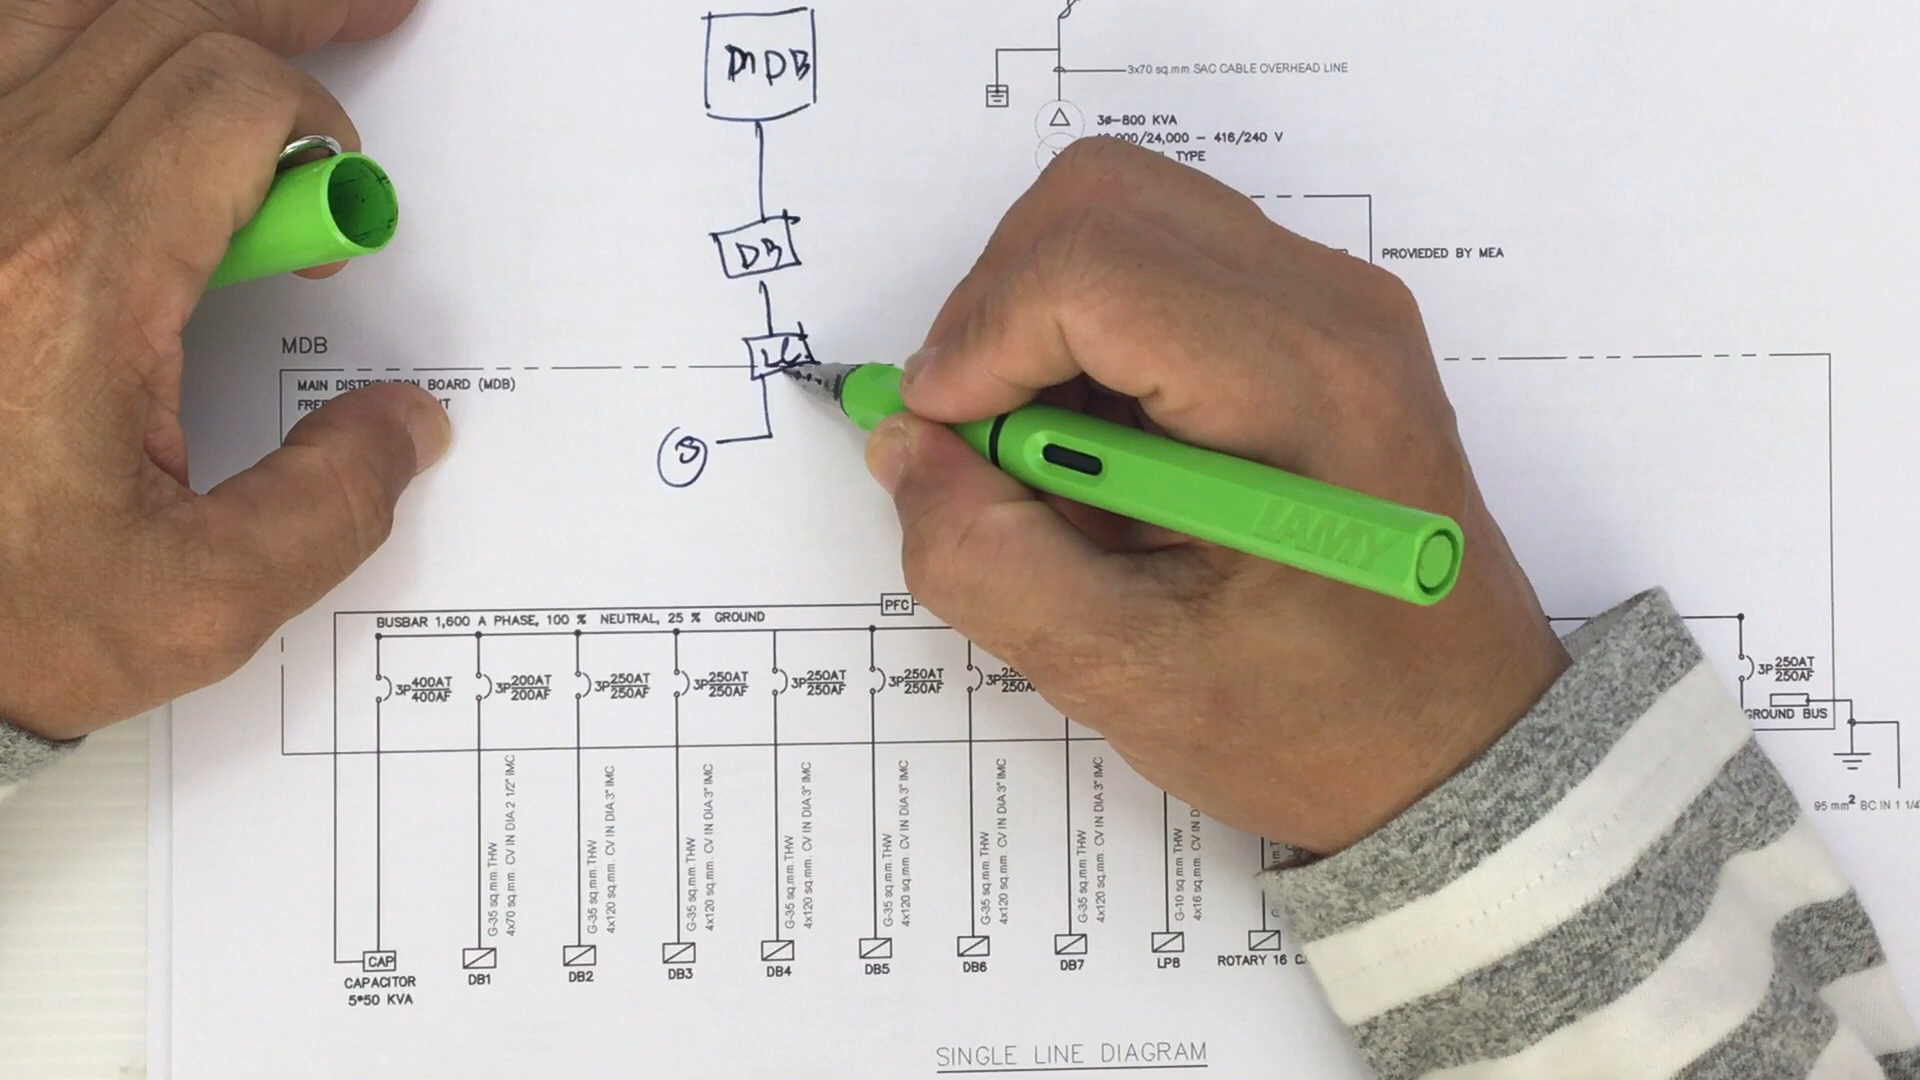 MDB
3x70 sq.mm SAC CABLE OVERHEAD LINE
3ø-800 KVA
000/24,000 - 416/240 V
TYPE
DB
PROVIEDED BY MEA
MDB
LC
MAIN BOARD (MDB)
LAMY
PFC
BUSBAR 1,600 A PHASE, 100 % NEUTRAL, 25 % GROUND
3P 400AT 400AF
3P 200AT 200AF
3P 250AT 250AF
3P 250AT 250AF
3P 250AT 250AF
3P 250AT 250AF
3P
3P 250AT 250AF
GROUND BUS
95 mm² BC IN 1 1/4
G-35 sq.mm.THW
4x70 sq.mm. CV IN DIA 2 1/2" IMC
G-35 sq.mm.THW
4x120 sq.mm. CV IN DIA 3" IMC
G-35 sq.mm.THW
4x120 sq.mm. CV IN DIA 3" IMC
G-35 sq.mm.THW
4x120 sq.mm. CV IN DIA 3" IMC
G-35 sq.mm.THW
4x120 sq.mm. CV IN DIA 3" IMC
G-35 sq.mm.THW
4x120 sq.mm. CV IN DIA 3" IMC
G-35 sq.mm.THW
4x120 sq.mm. CV IN DIA 3" IMC
G-10 sq.mm THW
4x16 sq.mm. CV IN
CAP
CAPACITOR
5*50 KVA
DB1
DB2
DB3
DB4
DB5
DB6
DB7
LP8
ROTARY 16
SINGLE LINE DIAGRAM